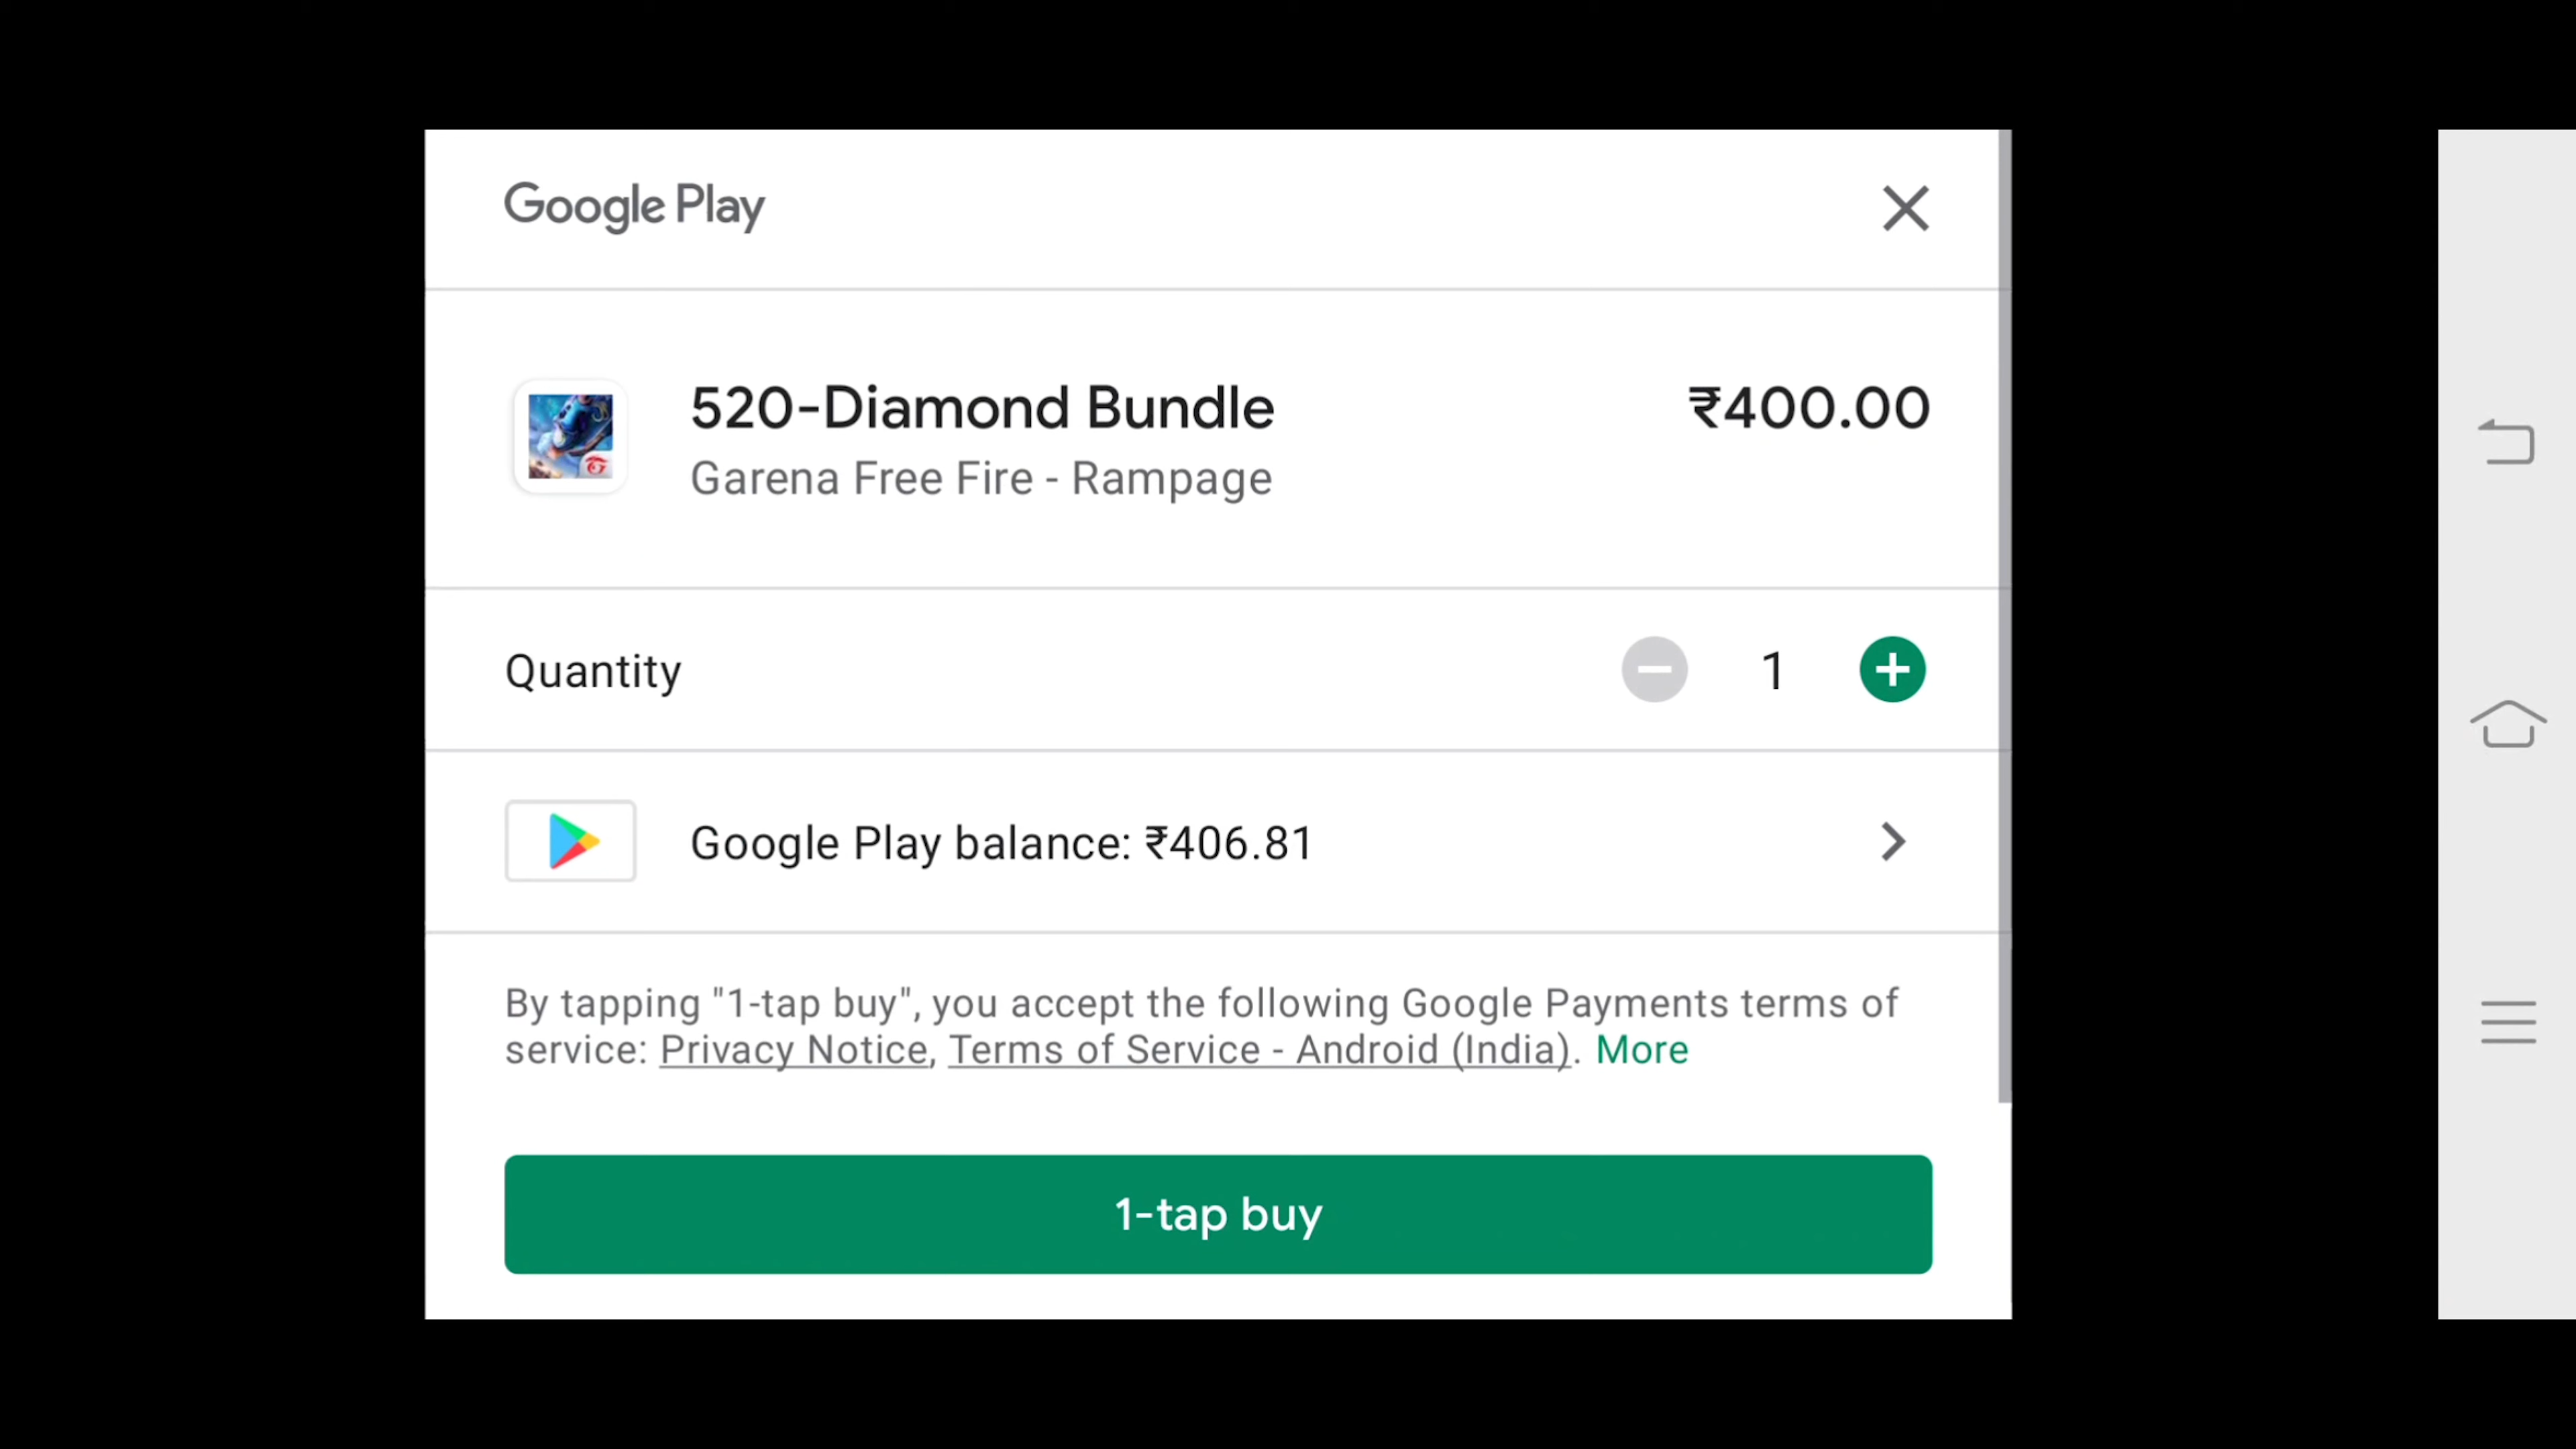 Google Play
520-Diamond Bundle ₹400.00
Garena Free Fire - Rampage
Quantity 1
Google Play balance: ₹406.81
By tapping "1-tap buy", you accept the following Google Payments terms of
service: Privacy Notice, Terms of Service - Android (India). More
1-tap buy